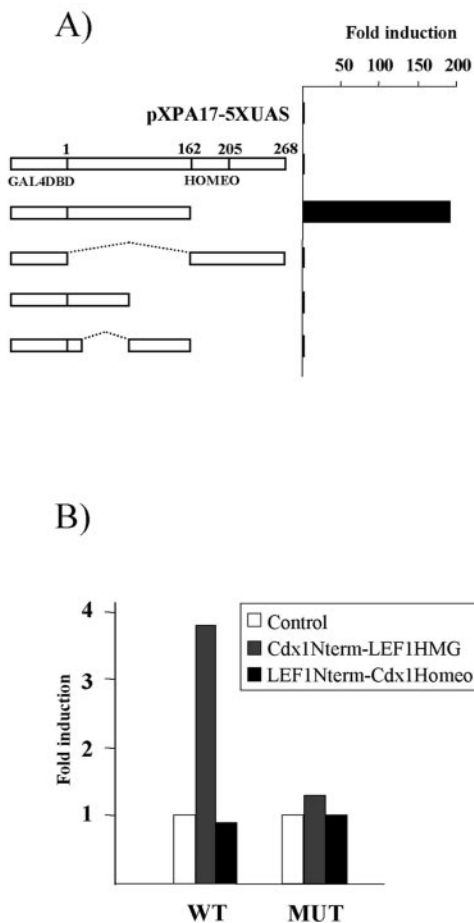 A)
Fold induction
50 100 150 200
pXPA17-5XUAS
1 162 205 268
GAL4DBD HOMEO
B)
Fold induction
4
3
2
1
Control
Cdx1Nterm-LEF1HMG
LEF1Nterm-Cdx1Homeo
WT MUT